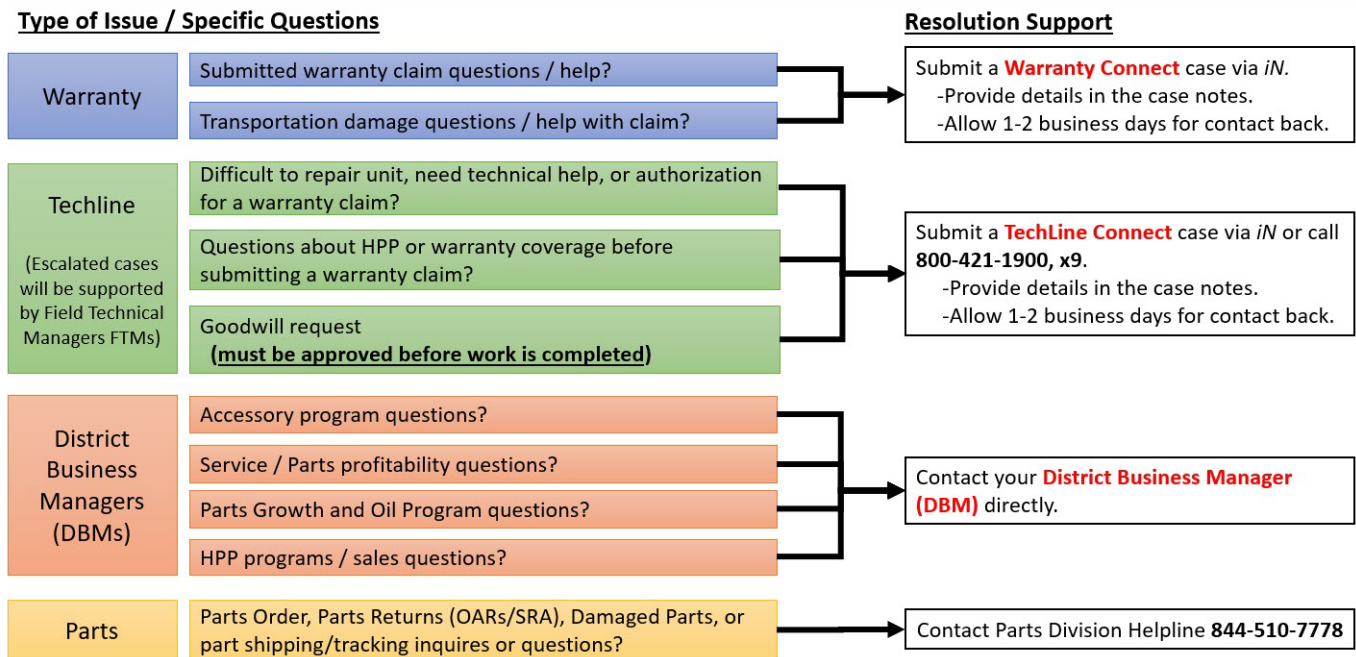 Type of Issue / Specific Questions
Resolution Support
Warranty
Submitted warranty claim questions / help?
Transportation damage questions / help with claim?
Submit a Warranty Connect case via iN.
-Provide details in the case notes.
-Allow 1-2 business days for contact back.
Techline
(Escalated cases
will be supported
by Field Technical
Managers FTMs)
Difficult to repair unit, need technical help, or authorization
for a warranty claim?
Questions about HPP or warranty coverage before
submitting a warranty claim?
Goodwill request
(must be approved before work is completed)
Submit a TechLine Connect case via iN or call
800-421-1900, x9.
-Provide details in the case notes.
-Allow 1-2 business days for contact back.
District
Business
Managers
(DBMs)
Accessory program questions?
Service / Parts profitability questions?
Parts Growth and Oil Program questions?
HPP programs / sales questions?
Contact your District Business Manager
(DBM) directly.
Parts
Parts Order, Parts Returns (OARs/SRA), Damaged Parts, or
part shipping/tracking inquires or questions?
Contact Parts Division Helpline 844-510-7778